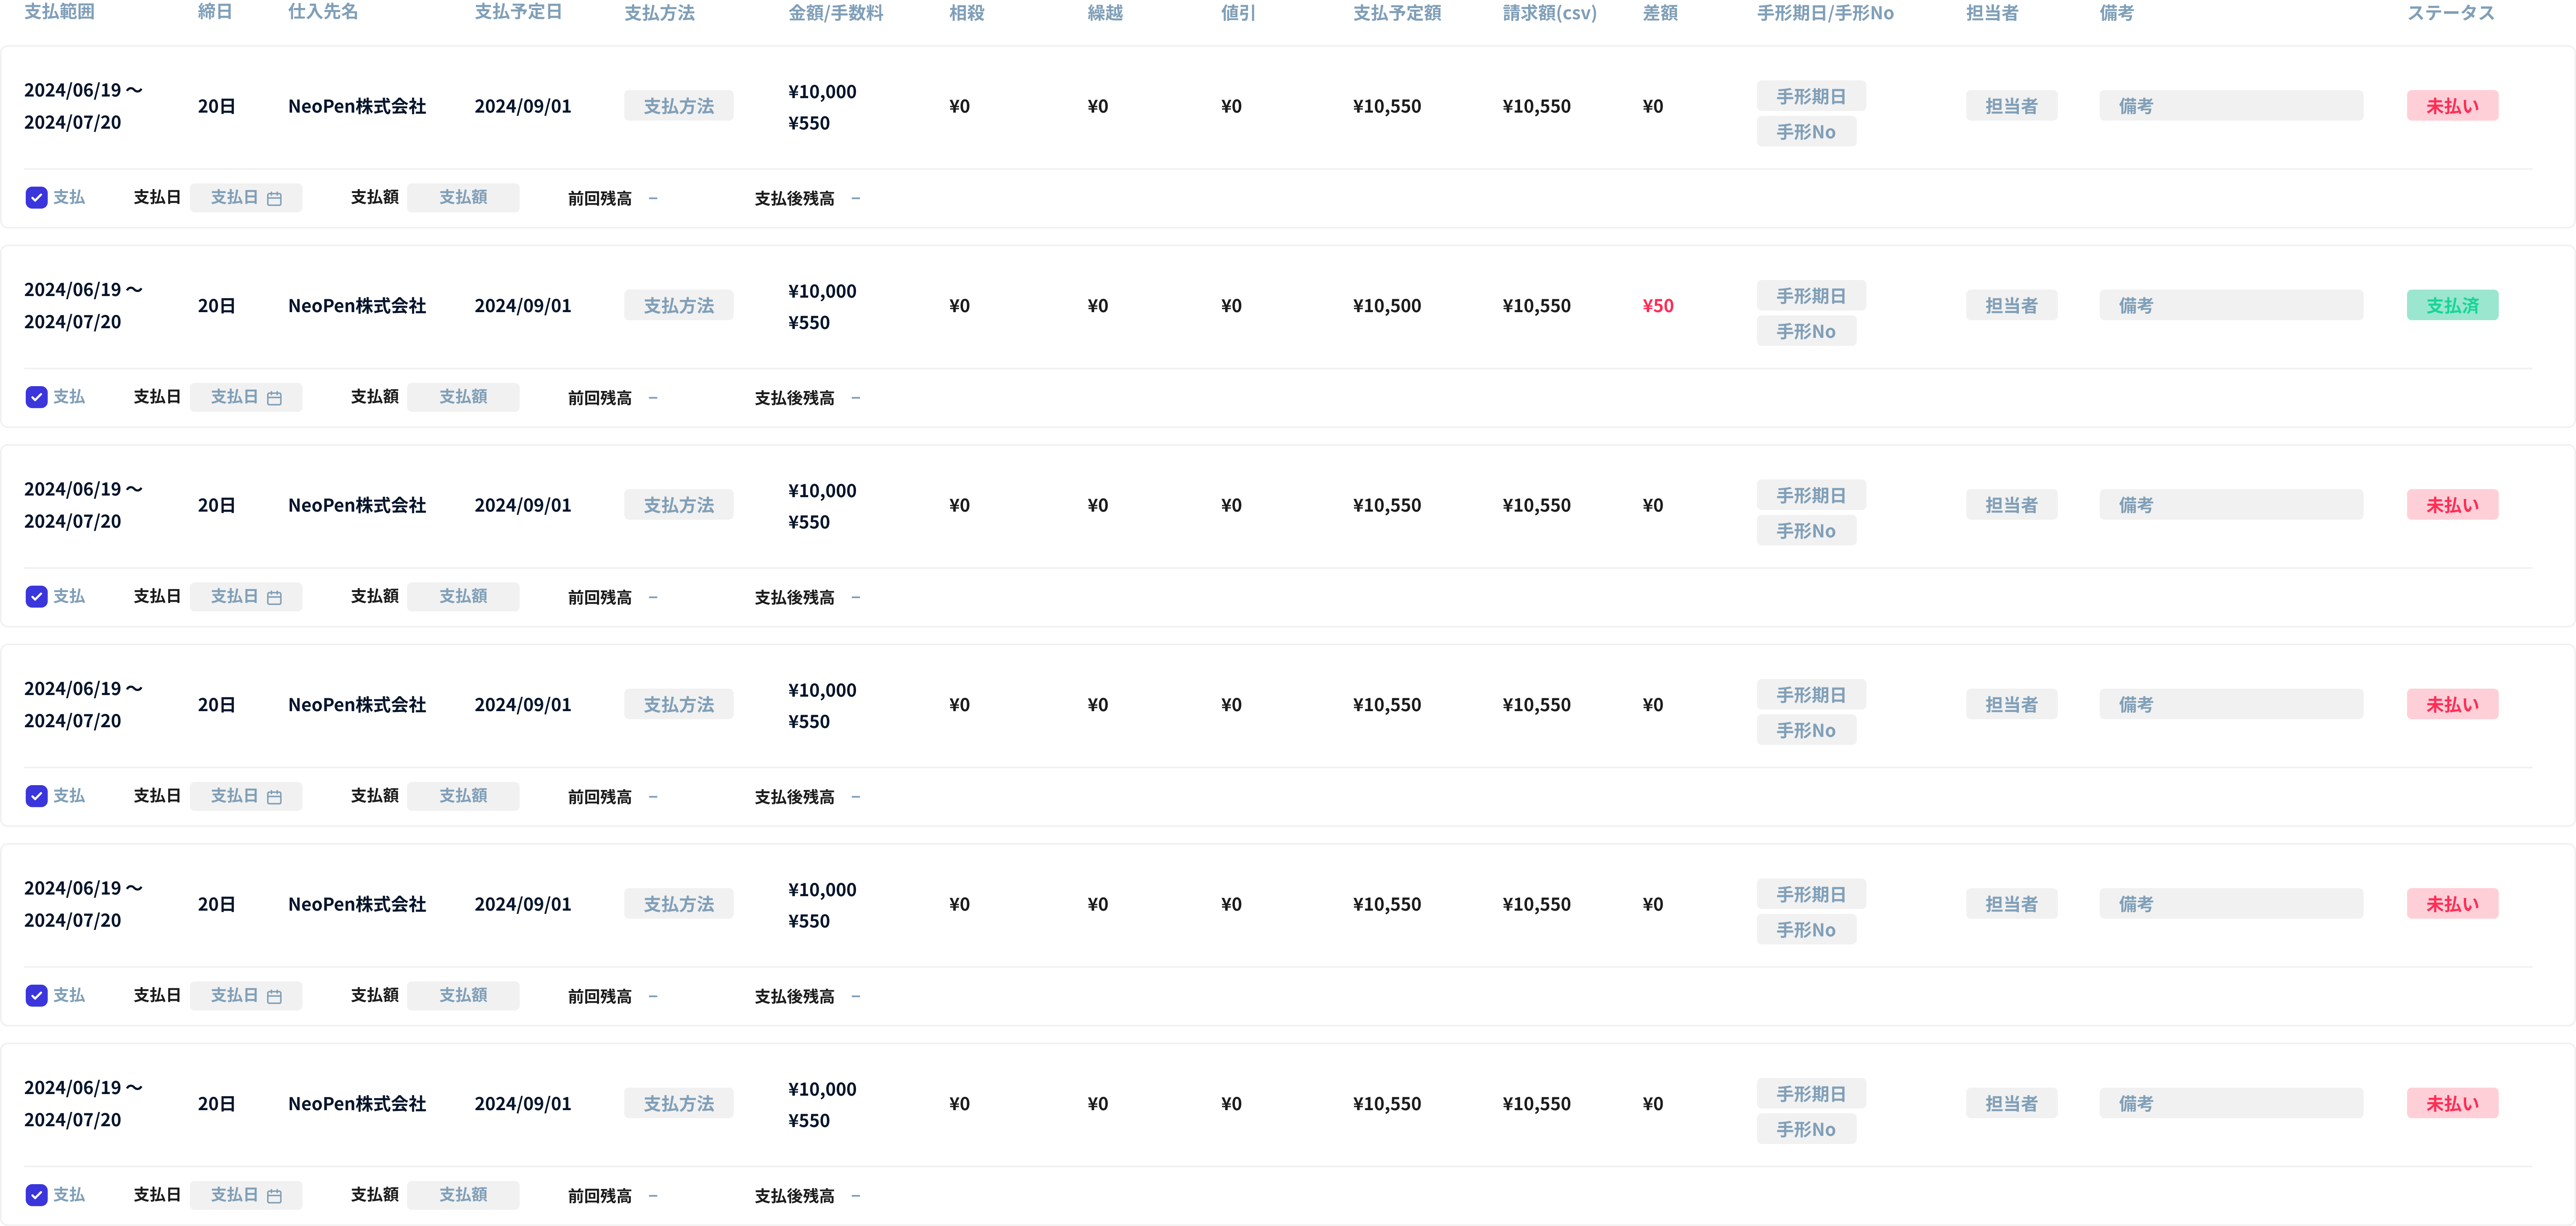 支払範囲 締日 仕入先名 支払予定日 支払方法 金額/手数料 相殺 繰越 値引 支払予定額 請求額(csv) 差額 手形期日/手形No 担当者 備考 ステータス
2024/06/19 〜 2024/07/20 20日 NeoPen株式会社 2024/09/01 支払方法 ¥10,000 ¥550 ¥0 ¥0 ¥0 ¥10,550 ¥10,550 ¥0 手形期日 手形No 担当者 備考 未払い
支払 支払日 支払日 支払額 支払額 前回残高 − 支払後残高 −
2024/06/19 〜 2024/07/20 20日 NeoPen株式会社 2024/09/01 支払方法 ¥10,000 ¥550 ¥0 ¥0 ¥0 ¥10,500 ¥10,550 ¥50 手形期日 手形No 担当者 備考 支払済
支払 支払日 支払日 支払額 支払額 前回残高 − 支払後残高 −
2024/06/19 〜 2024/07/20 20日 NeoPen株式会社 2024/09/01 支払方法 ¥10,000 ¥550 ¥0 ¥0 ¥0 ¥10,550 ¥10,550 ¥0 手形期日 手形No 担当者 備考 未払い
支払 支払日 支払日 支払額 支払額 前回残高 − 支払後残高 −
2024/06/19 〜 2024/07/20 20日 NeoPen株式会社 2024/09/01 支払方法 ¥10,000 ¥550 ¥0 ¥0 ¥0 ¥10,550 ¥10,550 ¥0 手形期日 手形No 担当者 備考 未払い
支払 支払日 支払日 支払額 支払額 前回残高 − 支払後残高 −
2024/06/19 〜 2024/07/20 20日 NeoPen株式会社 2024/09/01 支払方法 ¥10,000 ¥550 ¥0 ¥0 ¥0 ¥10,550 ¥10,550 ¥0 手形期日 手形No 担当者 備考 未払い
支払 支払日 支払日 支払額 支払額 前回残高 − 支払後残高 −
2024/06/19 〜 2024/07/20 20日 NeoPen株式会社 2024/09/01 支払方法 ¥10,000 ¥550 ¥0 ¥0 ¥0 ¥10,550 ¥10,550 ¥0 手形期日 手形No 担当者 備考 未払い
支払 支払日 支払日 支払額 支払額 前回残高 − 支払後残高 −